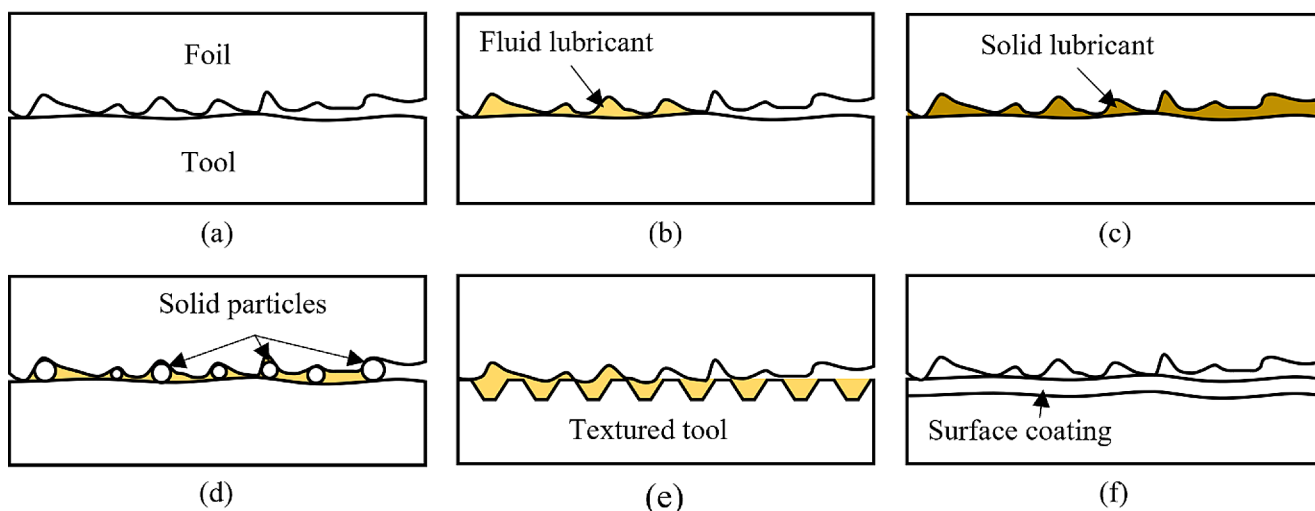 Foil
Tool
(a)
Fluid lubricant
(b)
Solid lubricant
(c)
Solid particles
(d)
Textured tool
(e)
Surface coating
(f)